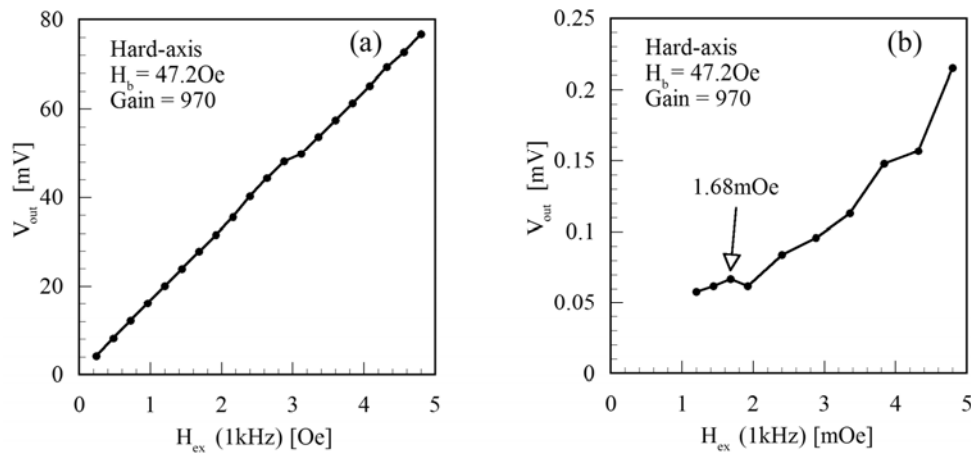 (a)
Hard-axis
H_b = 47.2Oe
Gain = 970
V_out [mV]
80
60
40
20
0
0 1 2 3 4 5
H_ex (1kHz) [Oe]
(b)
Hard-axis
H_b = 47.2Oe
Gain = 970
1.68mOe
V_out [mV]
0.25
0.2
0.15
0.1
0.05
0
0 1 2 3 4 5
H_ex (1kHz) [mOe]